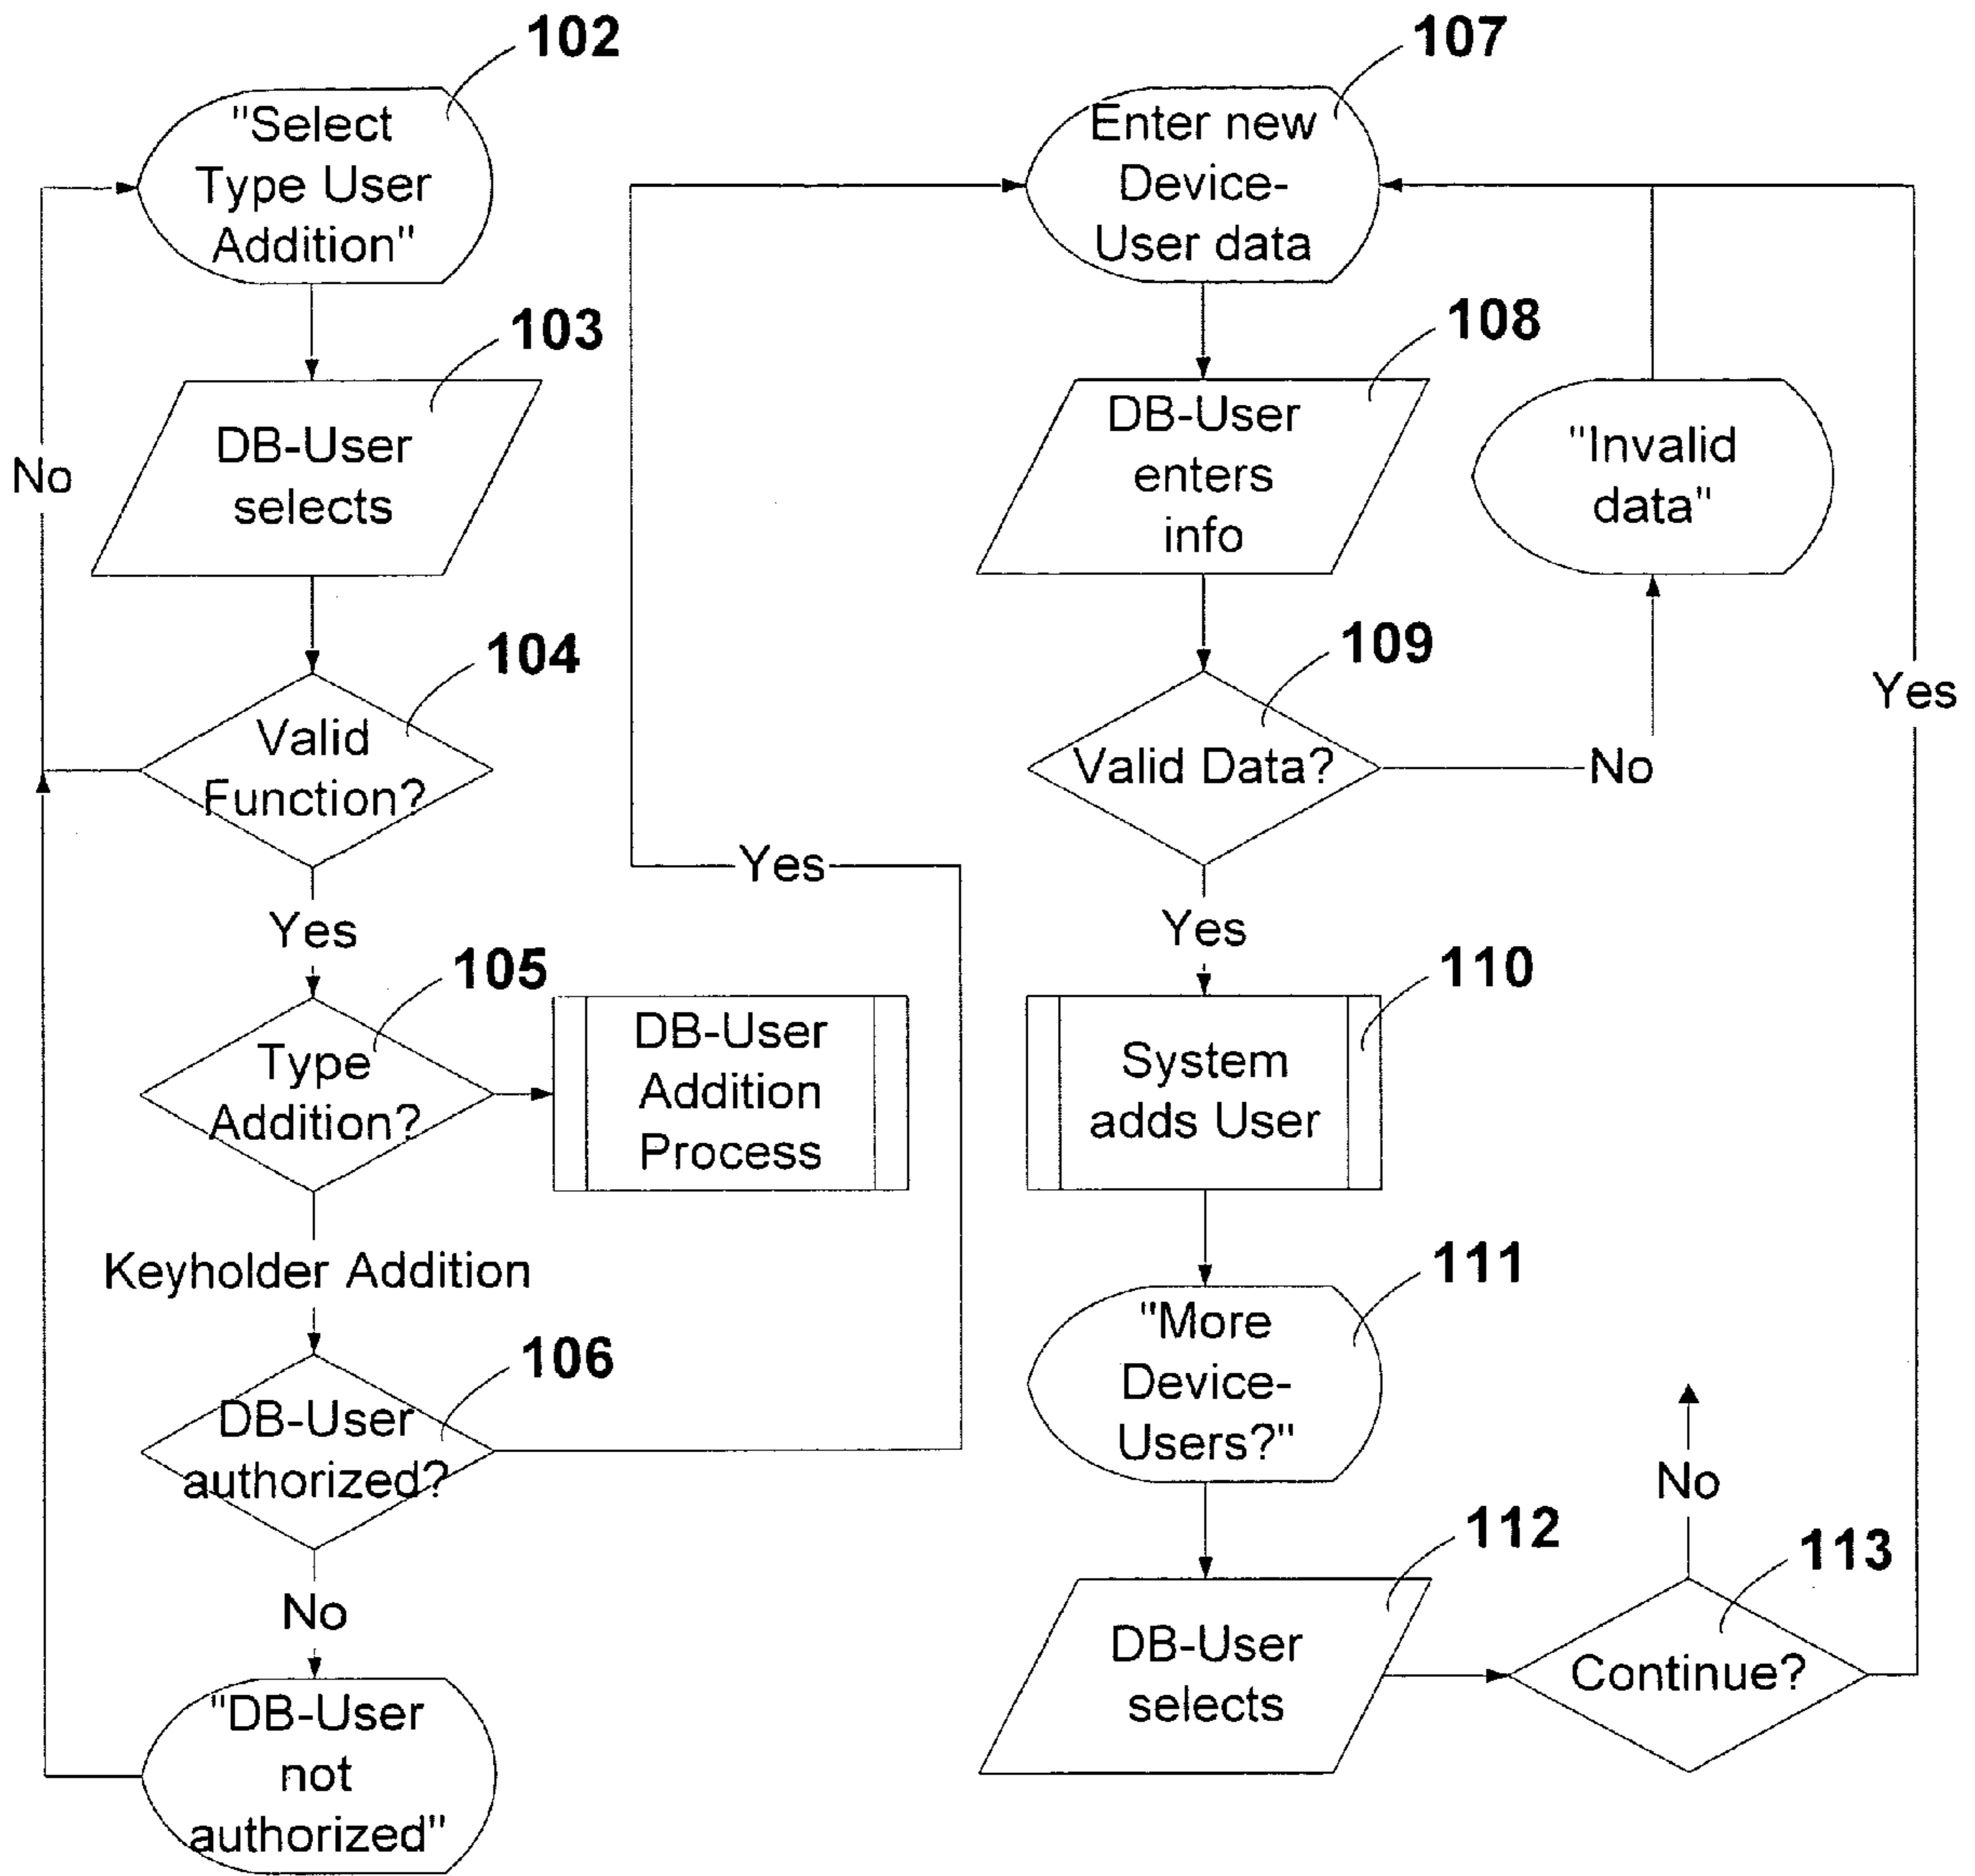 102
"Select
Type User
Addition"
103
DB-User
selects
No
104
Valid
Function?
Yes
105
Type
Addition?
DB-User
Addition
Process
Keyholder Addition
106
DB-User
authorized?
Yes
No
"DB-User
not
authorized"
107
Enter new
Device-
User data
108
DB-User
enters
info
"Invalid
data"
109
Valid Data?
No
Yes
Yes
110
System
adds User
111
"More
Device-
Users?"
112
DB-User
selects
No
113
Continue?